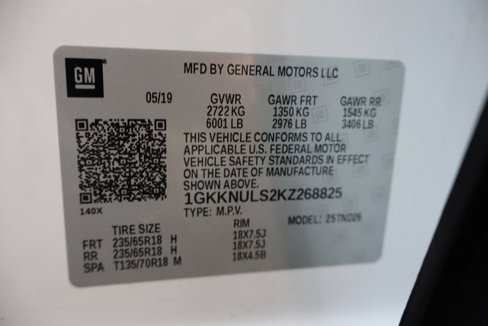 GM
MFD BY GENERAL MOTORS LLC
05/19 GVWR GAWR FRT GAWR RR
2722 KG 1350 KG 1545 KG
6001 LB 2976 LB 3406 LB
THIS VEHICLE CONFORMS TO ALL
APPLICABLE U.S. FEDERAL MOTOR
VEHICLE SAFETY STANDARDS IN EFFECT
ON THE DATE OF MANUFACTURE
SHOWN ABOVE.
1GKKNULS2KZ268825
140X TYPE: M.P.V. MODEL:
TIRE SIZE RIM
FRT 235/65R18 H 18X7.5J
RR 235/65R18 H 18X7.5J
SPA T135/70R18 M 18X4.5B